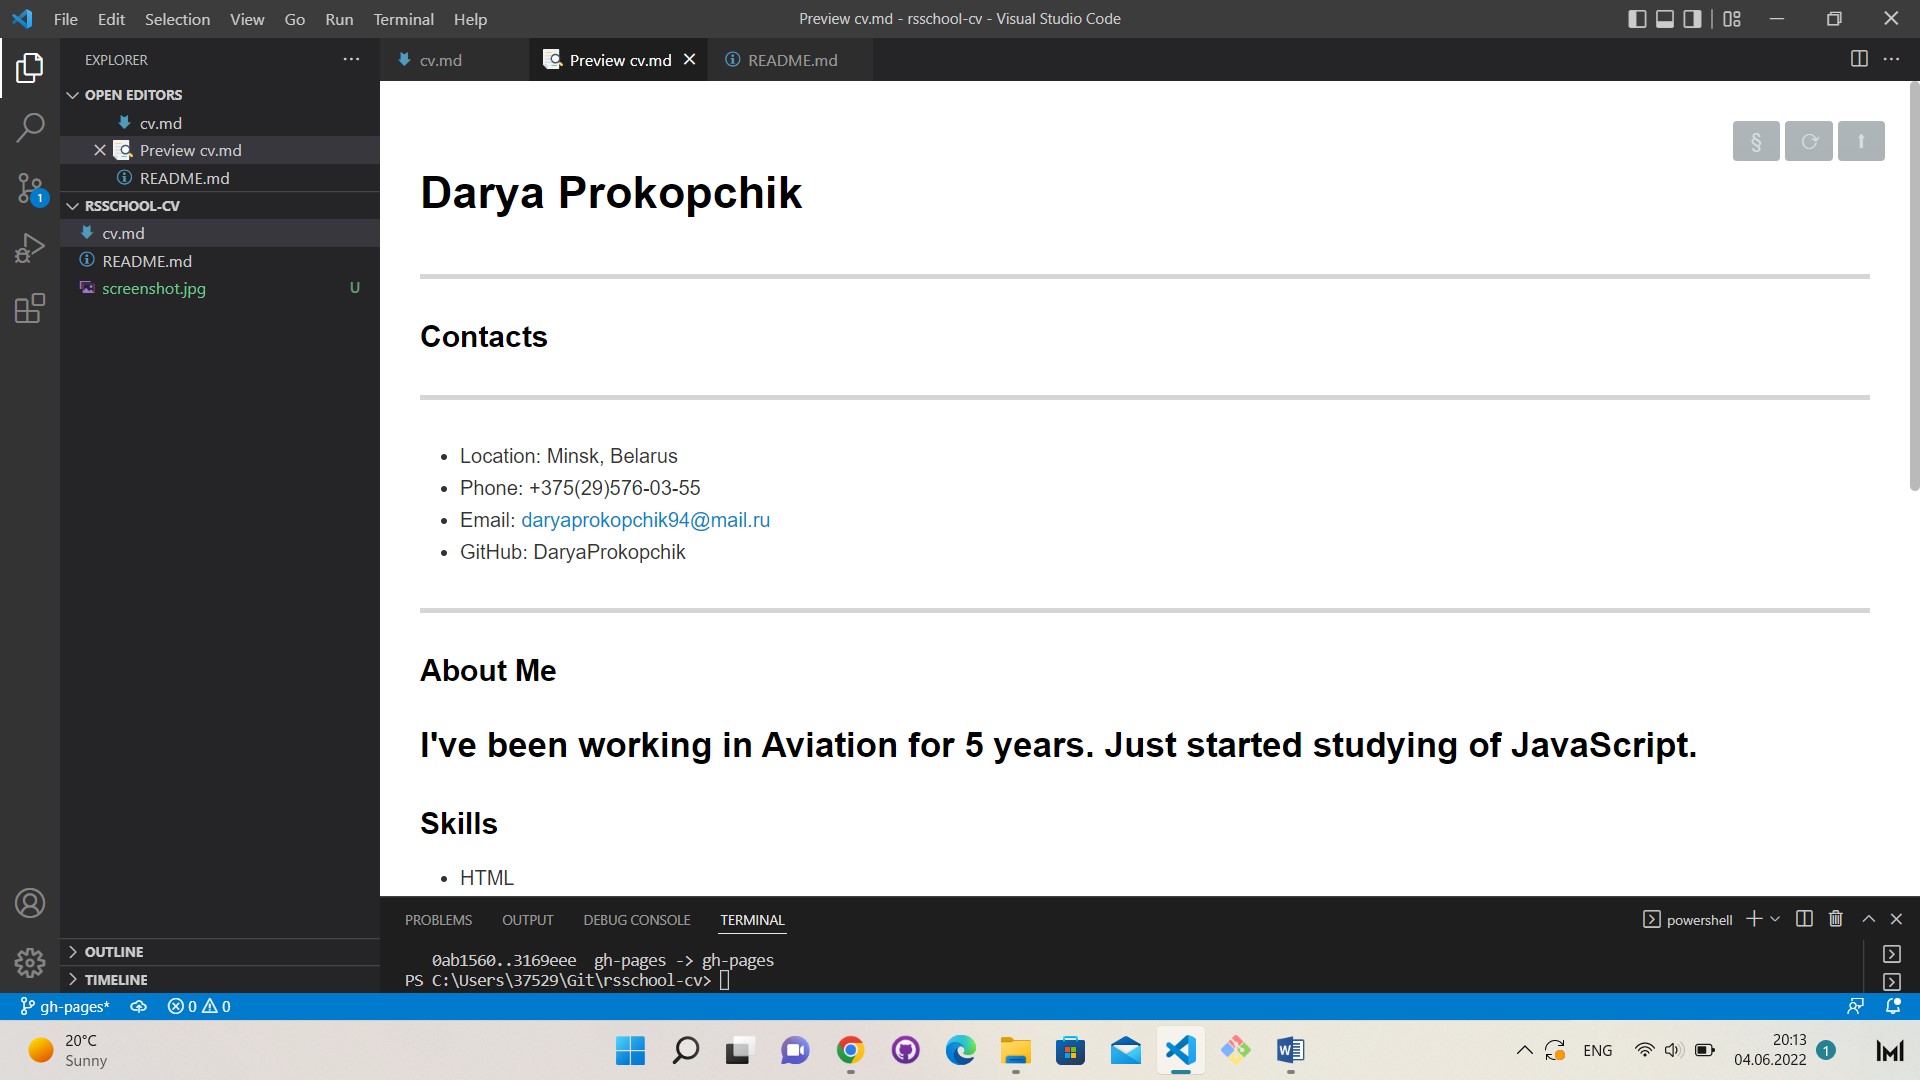 File Edit Selection View Go Run Terminal Help
Preview cv.md - rsschool-cv - Visual Studio Code
EXPLORER
OPEN EDITORS
cv.md
Preview cv.md
README.md
RSSCHOOL-CV
cv.md
README.md
screenshot.jpg U
OUTLINE
TIMELINE
1
cv.md
Preview cv.md
README.md
§
Darya Prokopchik
Contacts
• Location: Minsk, Belarus
• Phone: +375(29)576-03-55
• Email: daryaprokopchik94@mail.ru
• GitHub: DaryaProkopchik
About Me
I've been working in Aviation for 5 years. Just started studying of JavaScript.
Skills
• HTML
PROBLEMS OUTPUT DEBUG CONSOLE TERMINAL
powershell
0ab1560..3169eee  gh-pages -> gh-pages
PS C:\Users\37529\Git\rsschool-cv>
gh-pages* 0 0
20°C
Sunny
W
ENG
20:13
04.06.2022
1